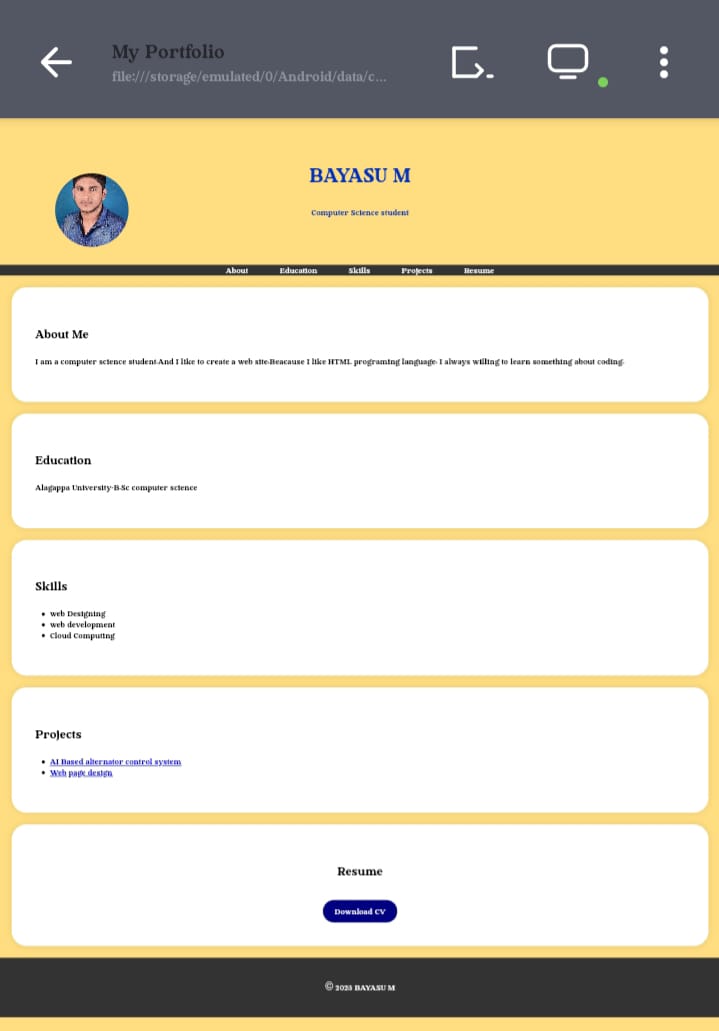 My Portfolio
file:///storage/emulated/0/Android/data/c...
BAYASU M
Computer Science student
About Education Skills Projects Resume
About Me
I am a computer science student.And I like to create a web site.Beacause I like HTML programing language. I always willing to learn something about coding.
Education
Alagappa University-B.Sc computer science
Skills
• web Designing
• web development
• Cloud Computing
Projects
• AI Based alternator control system
• Web page design
Resume
Download CV
© 2025 BAYASU M